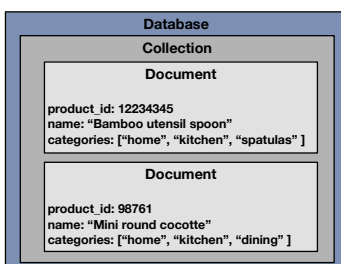 Database
Collection
Document
product_id: 12234345
name: “Bamboo utensil spoon”
categories: [“home”, “kitchen”, “spatulas” ]
Document
product_id: 98761
name: “Mini round cocotte”
categories: [“home”, “kitchen”, “dining” ]